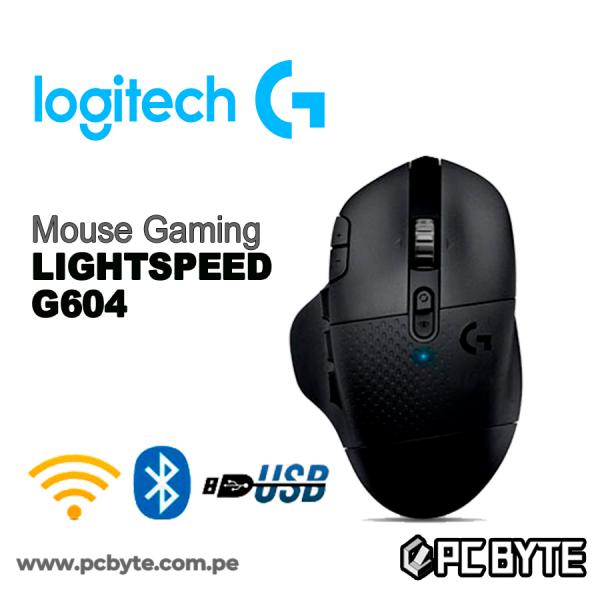 logitech G
Mouse Gaming
LIGHTSPEED
G604
G
USB
www.pcbyte.com.pe
PC BYTE